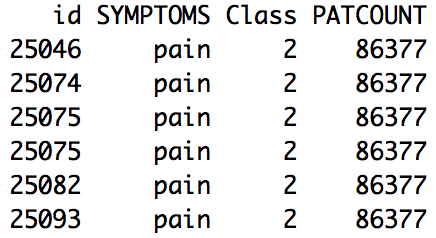 id SYMPTOMS Class PATCOUNT
25046 pain 2 86377
25074 pain 2 86377
25075 pain 2 86377
25075 pain 2 86377
25082 pain 2 86377
25093 pain 2 86377